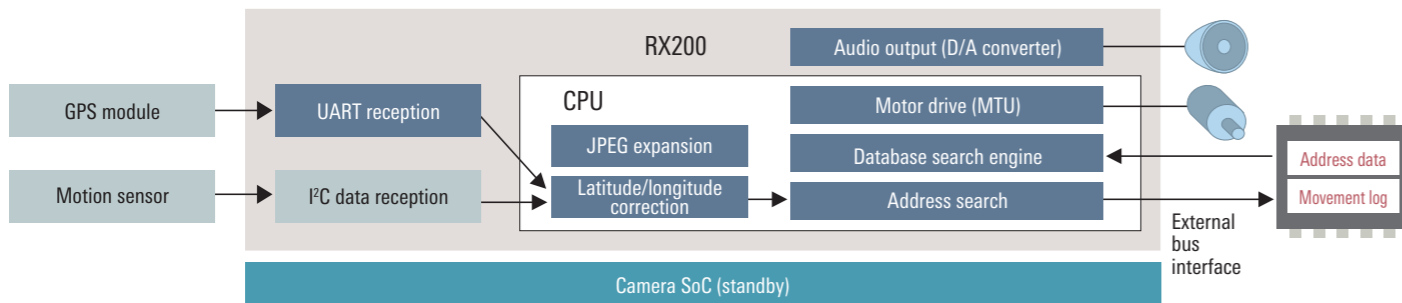 RX200
Audio output (D/A converter)
GPS module
UART reception
CPU
Motor drive (MTU)
JPEG expansion
Database search engine
Address data
Motion sensor
I²C data reception
Latitude/longitude
correction
Address search
Movement log
External
bus
interface
Camera SoC (standby)